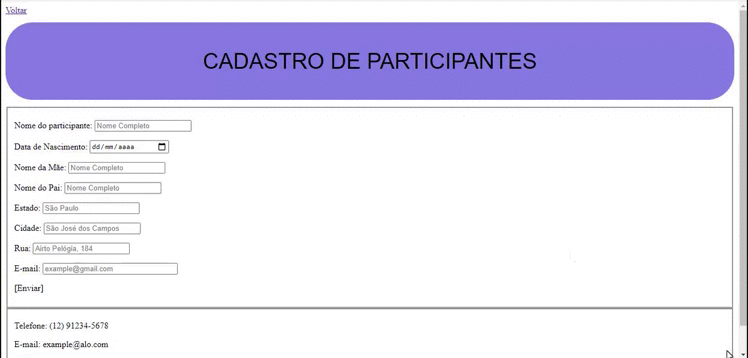 Voltar
CADASTRO DE PARTICIPANTES
Nome do participante: Nome Completo
Data de Nascimento: dd/mm/aaaa
Nome da Mãe: Nome Completo
Nome do Pai: Nome Completo
Estado: São Paulo
Cidade: São José dos Campos
Rua: Airto Pelógia, 184
E-mail: example@gmail.com
[Enviar]
Telefone: (12) 91234-5678
E-mail: example@alo.com